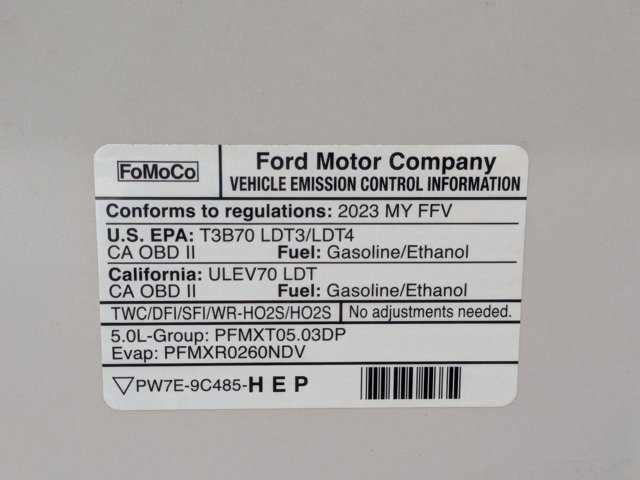 FoMoCo
Ford Motor Company
VEHICLE EMISSION CONTROL INFORMATION
Conforms to regulations: 2023 MY FFV
U.S. EPA: T3B70 LDT3/LDT4
CA OBD II Fuel: Gasoline/Ethanol
California: ULEV70 LDT
CA OBD II Fuel: Gasoline/Ethanol
TWC/DFI/SFI/WR-HO2S/HO2S No adjustments needed.
5.0L-Group: PFMXT05.03DP
Evap: PFMXR0260NDV
PW7E-9C485-HEP